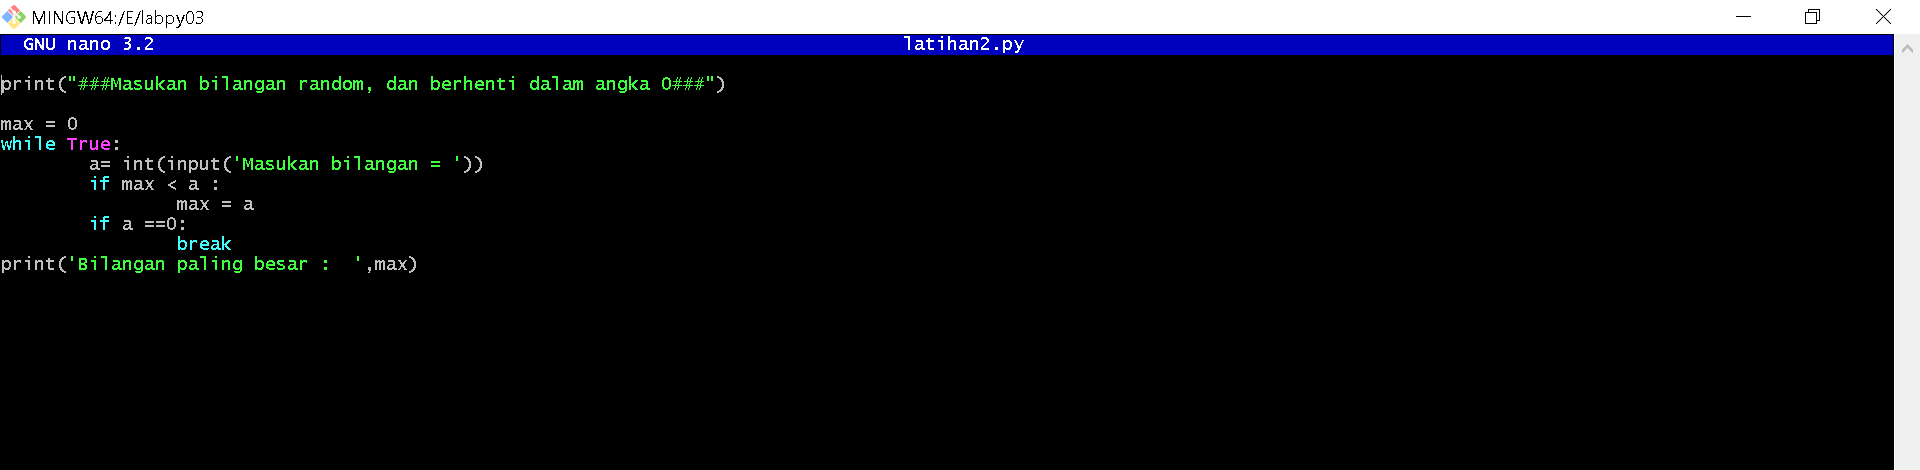 MINGW64:/E/labpy03
GNU nano 3.2 latihan2.py
print("###Masukan bilangan random, dan berhenti dalam angka 0###")
max = 0
while True:
        a= int(input('Masukan bilangan = '))
        if max < a :
                max = a
        if a ==0:
                break
print('Bilangan paling besar :  ',max)